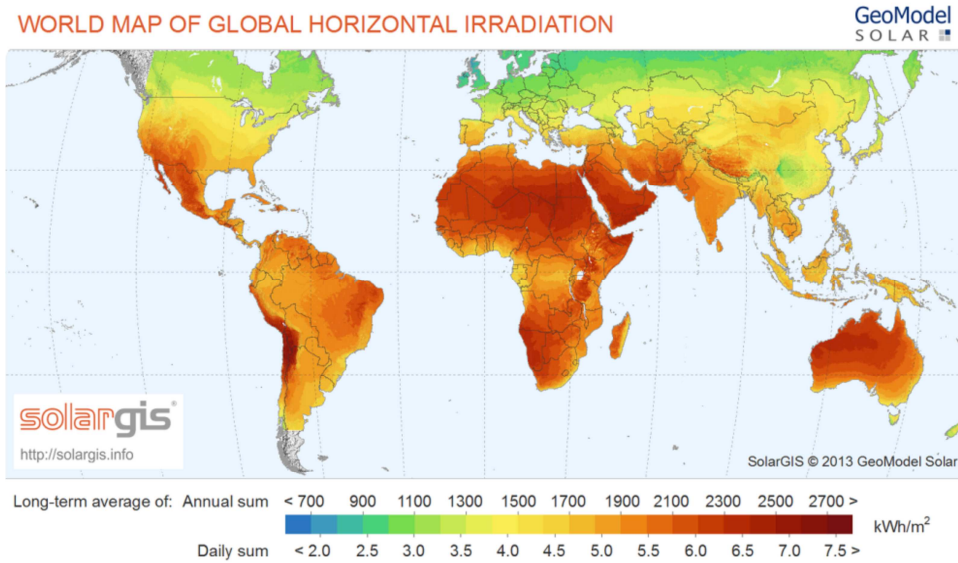 WORLD MAP OF GLOBAL HORIZONTAL IRRADIATION
GeoModel
SOLAR
solargis®
http://solargis.info
SolarGIS © 2013 GeoModel Solar
Long-term average of: Annual sum < 700 900 1100 1300 1500 1700 1900 2100 2300 2500 2700 >
kWh/m²
Daily sum < 2.0 2.5 3.0 3.5 4.0 4.5 5.0 5.5 6.0 6.5 7.0 7.5 >